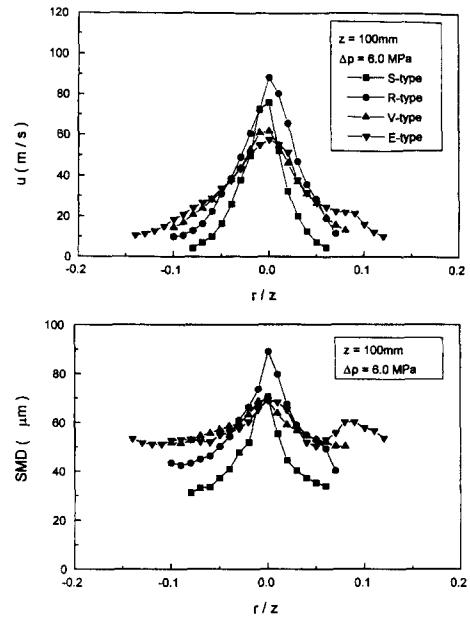 120
100
80
60
40
20
0
u ( m / s )
z = 100mm
Δp = 6.0 MPa
S-type
R-type
V-type
E-type
-0.2 -0.1 0.0 0.1 0.2
r / z
100
80
60
40
20
0
SMD ( μm )
z = 100mm
Δp = 6.0 MPa
-0.2 -0.1 0.0 0.1 0.2
r / z